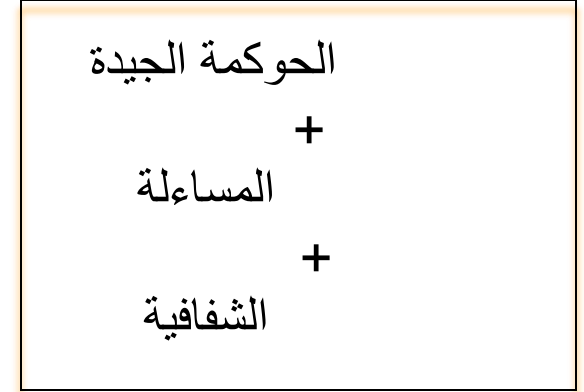 الحوكمة الجيدة
+
المساءلة
+
الشفافية